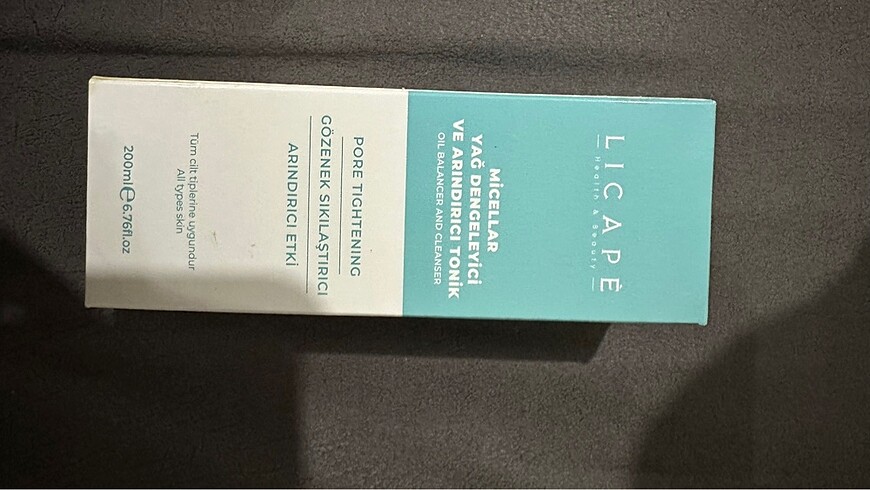 LICAPÈ
Health & Beauty
MİCELLAR
YAĞ DENGELEYİCİ
VE ARINDIRICI TONİK
OIL BALANCER AND CLEANSER
PORE TIGHTENING
GÖZENEK SIKILAŞTIRICI
ARINDIRICI ETKİ
Tüm cilt tiplerine uygundur
All types skin
200ml℮6.76fl.oz